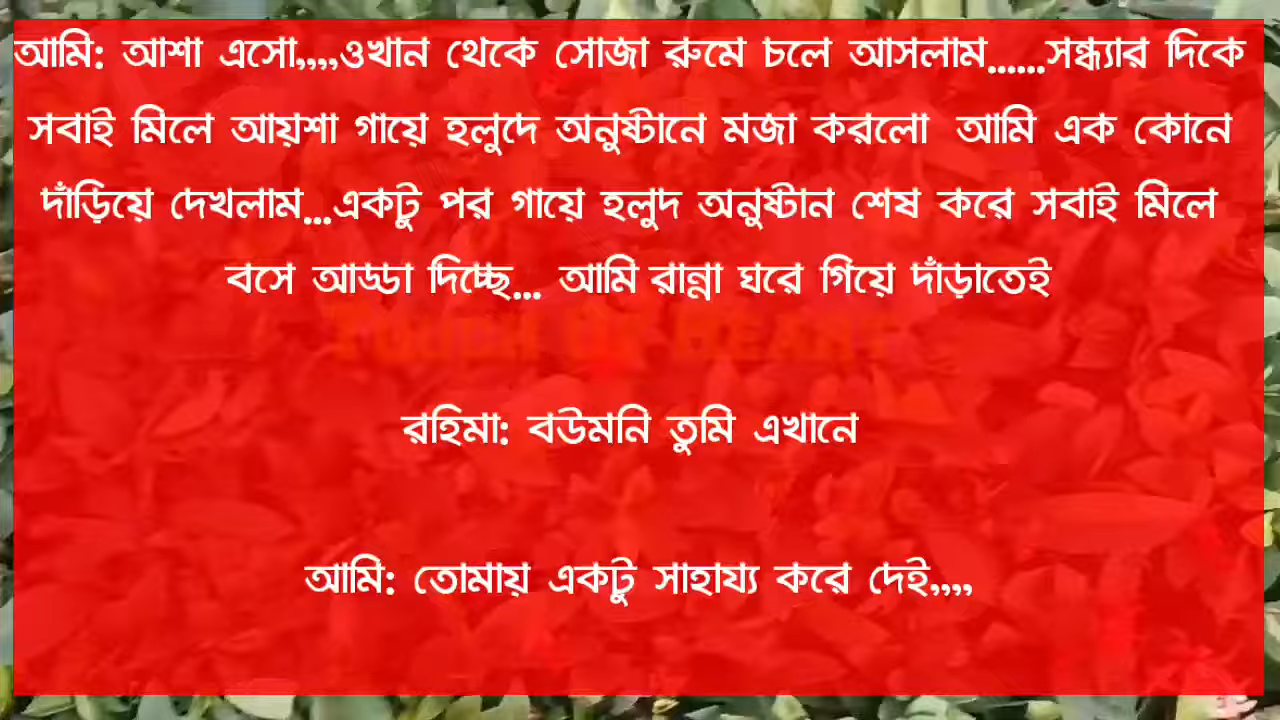 আমি: আশা এসো,,,,ওখান থেকে সোজা রুমে চলে আসলাম......সন্ধ্যার দিকে
সবাই মিলে আয়শা গায়ে হলুদে অনুষ্টানে মজা করলো আমি এক কোনে
দাঁড়িয়ে দেখলাম...একটু পর গায়ে হলুদ অনুষ্টান শেষ করে সবাই মিলে
বসে আড্ডা দিচ্ছে... আমি রান্না ঘরে গিয়ে দাঁড়াতেই
রহিমা: বউমনি তুমি এখানে
আমি: তোমায় একটু সাহায্য করে দেই,,,,